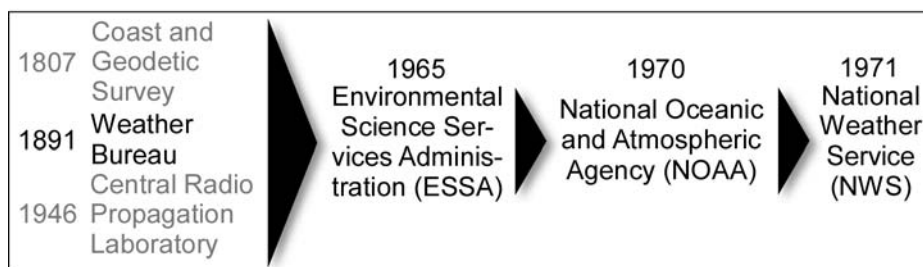 1807
Coast and
Geodetic
Survey
1891
Weather
Bureau
1946
Central Radio
Propagation
Laboratory
1965
Environmental
Science Ser-
vices Adminis-
tration (ESSA)
1970
National Oceanic
and Atmospheric
Agency (NOAA)
1971
National
Weather
Service
(NWS)